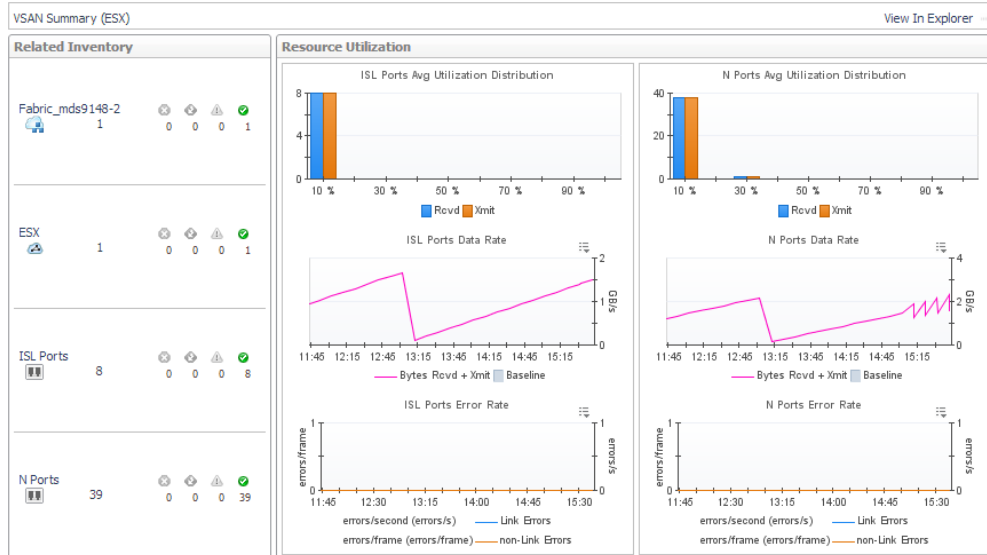 VSAN Summary (ESX)
View In Explorer
Related Inventory
Fabric_mds9148-2
1
0 0 0 1
ESX
1
0 0 0 1
ISL Ports
8
0 0 0 8
N Ports
39
0 0 0 39
Resource Utilization
ISL Ports Avg Utilization Distribution
8
4
0
10 % 30 % 50 % 70 % 90 %
Rcvd Xmit
N Ports Avg Utilization Distribution
40
20
0
10 % 30 % 50 % 70 % 90 %
Rcvd Xmit
ISL Ports Data Rate
2
1
0
GB/s
11:45 12:15 12:45 13:15 13:45 14:15 14:45 15:15
Bytes Rcvd + Xmit Baseline
N Ports Data Rate
4
2
0
GB/s
11:45 12:15 12:45 13:15 13:45 14:15 14:45 15:15
Bytes Rcvd + Xmit Baseline
ISL Ports Error Rate
1
0
errors/frame
1
0
errors/s
11:45 12:30 13:15 14:00 14:45 15:30
errors/second (errors/s) Link Errors
errors/frame (errors/frame) non-Link Errors
N Ports Error Rate
1
0
errors/frame
1
0
errors/s
11:45 12:30 13:15 14:00 14:45 15:30
errors/second (errors/s) Link Errors
errors/frame (errors/frame) non-Link Errors